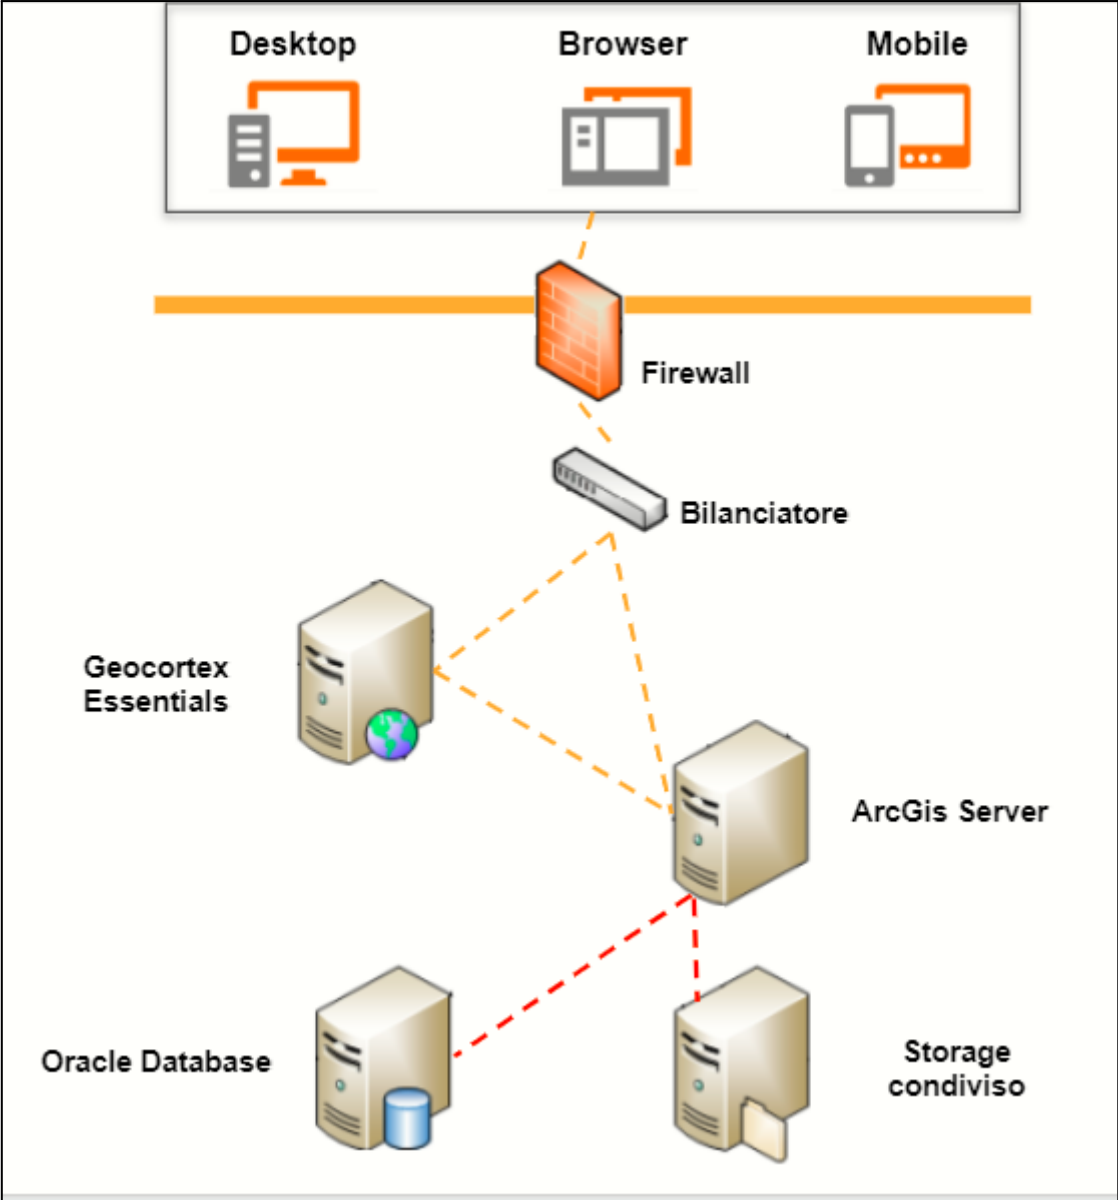 Desktop
Browser
Mobile
Firewall
Bilanciatore
Geocortex
Essentials
ArcGis Server
Oracle Database
Storage
condiviso